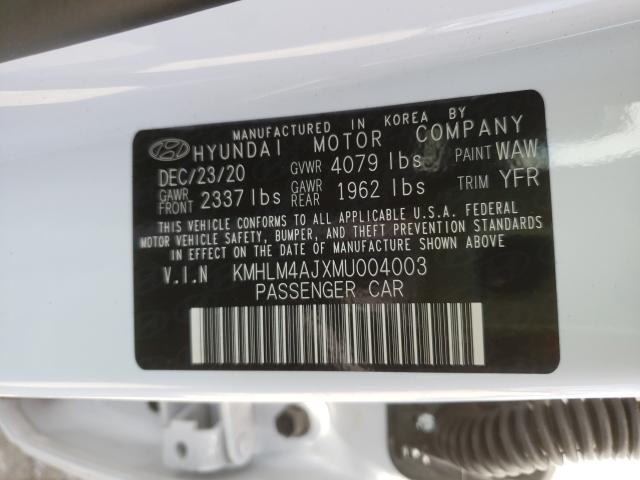 MANUFACTURED IN KOREA BY
HYUNDAI MOTOR COMPANY
DEC/23/20 GVWR 4079 lbs PAINT WAW
GAWR FRONT 2337 lbs GAWR REAR 1962 lbs TRIM YFR
THIS VEHICLE CONFORMS TO ALL APPLICABLE U.S.A. FEDERAL
MOTOR VEHICLE SAFETY, BUMPER, AND THEFT PREVENTION STANDARDS
IN EFFECT ON THE DATE OF MANUFACTURE SHOWN ABOVE
V.I.N KMHLM4AJXMU004003
PASSENGER CAR